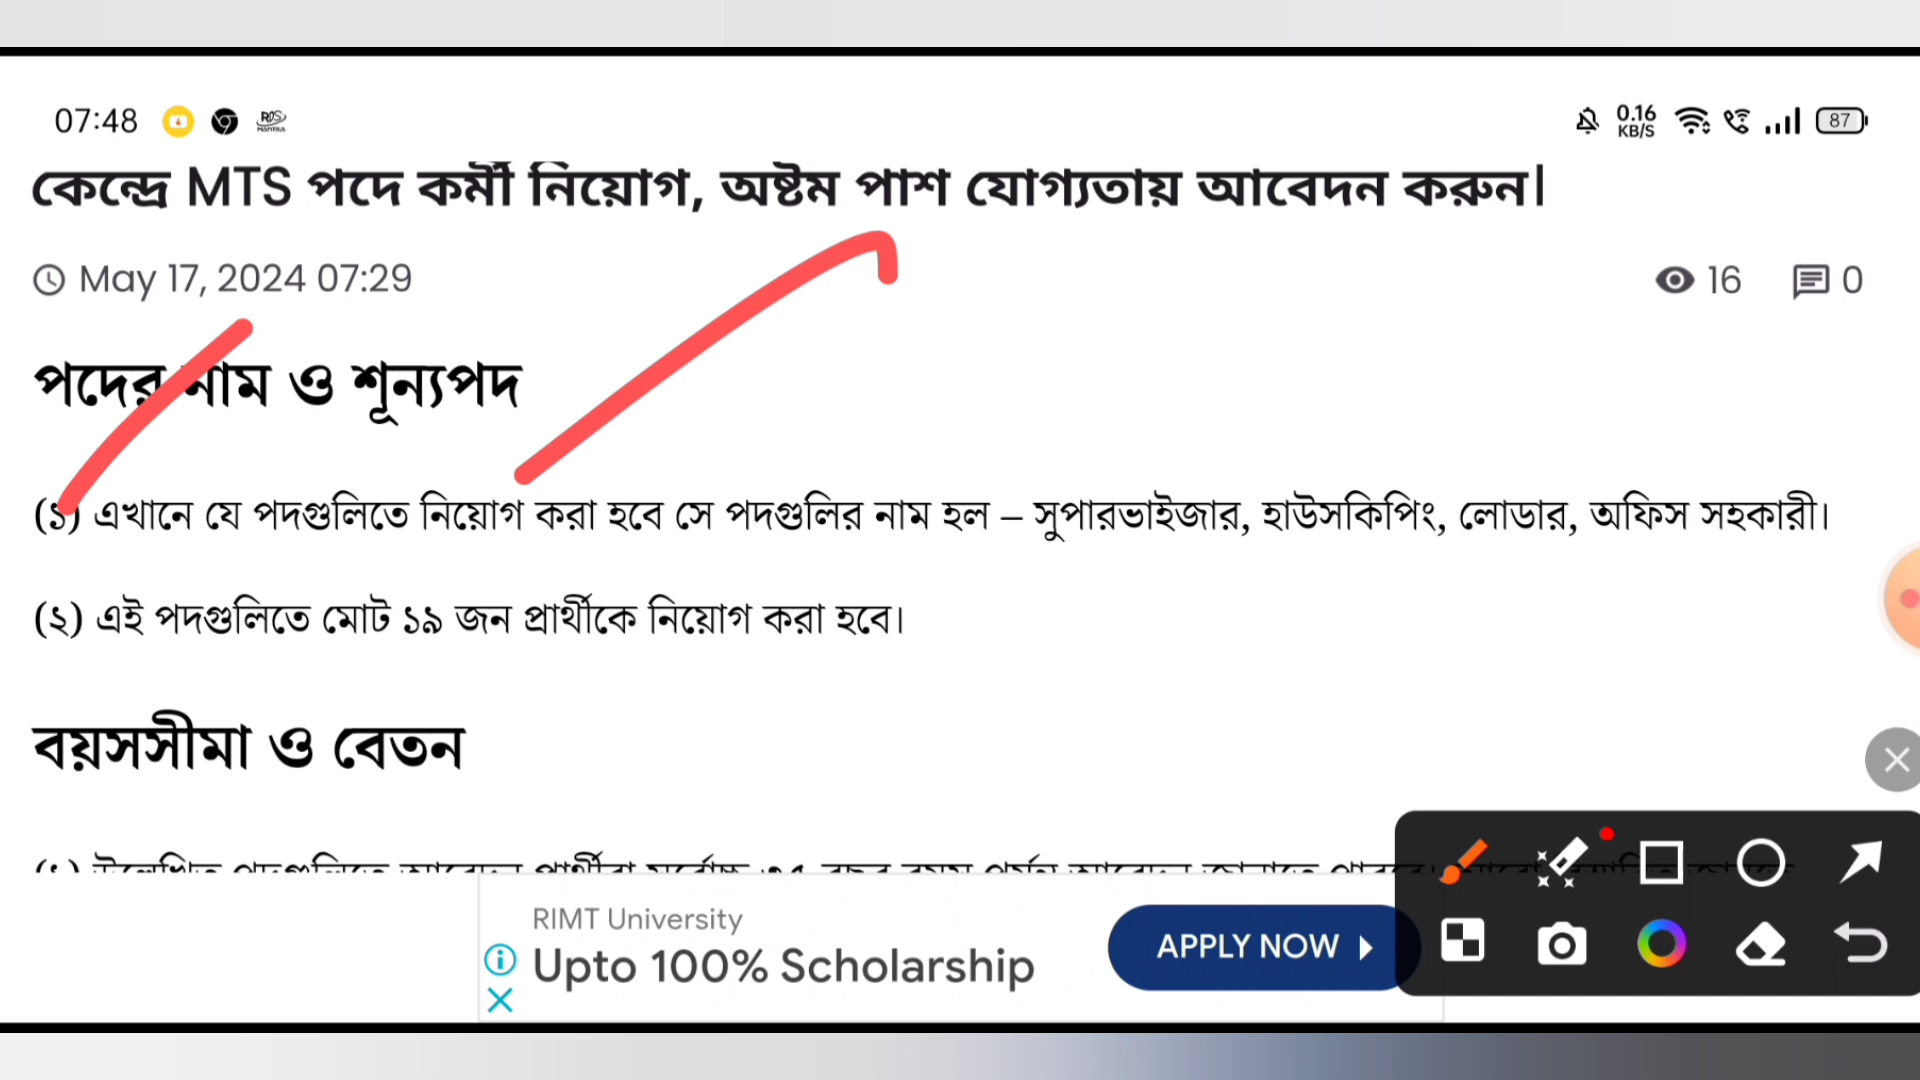 07:48
0.16 KB/S
87
কেন্দ্রে MTS পদে কর্মী নিয়োগ, অষ্টম পাশ যোগ্যতায় আবেদন করুন|
May 17, 2024 07:29
16
0
পদের নাম ও শূন্যপদ
(১) এখানে যে পদগুলিতে নিয়োগ করা হবে সে পদগুলির নাম হল – সুপারভাইজার, হাউসকিপিং, লোডার, অফিস সহকারী।
(২) এই পদগুলিতে মোট ১৯ জন প্রার্থীকে নিয়োগ করা হবে।
বয়সসীমা ও বেতন
RIMT University
Upto 100% Scholarship
APPLY NOW